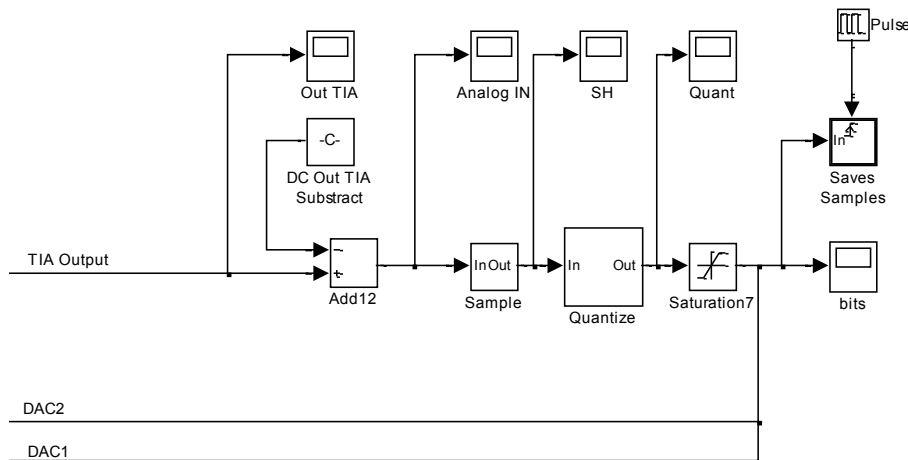 Pulse
Out TIA
Analog IN
SH
Quant
-C-
In
DC Out TIA
Substract
Saves
Samples
TIA Output
−
+
In Out
In
Out
Add12
Sample
Quantize
Saturation7
bits
DAC2
DAC1